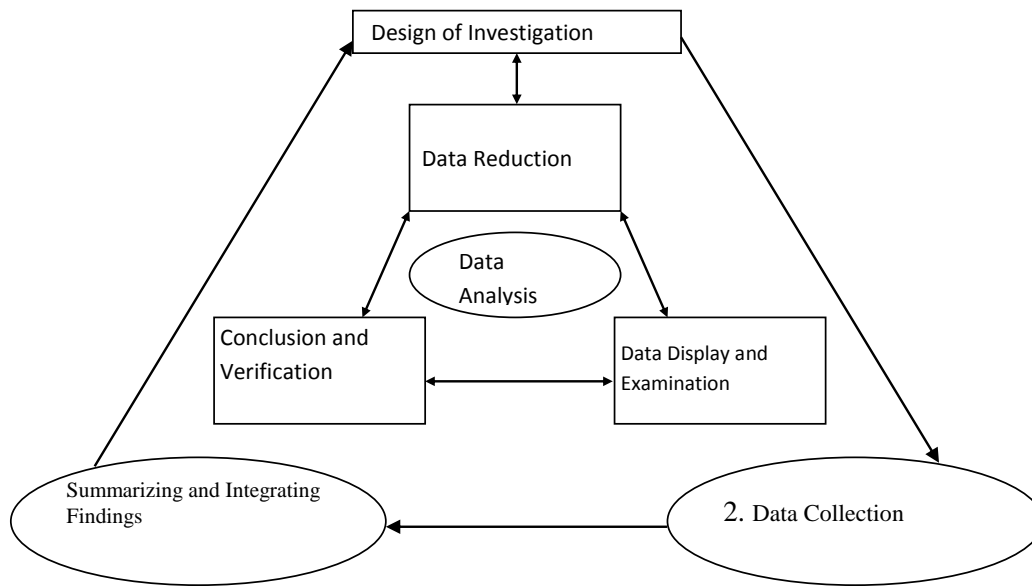 Design of Investigation
Data Reduction
Data
Analysis
Conclusion and
Verification
Data Display and
Examination
Summarizing and Integrating
Findings
2. Data Collection